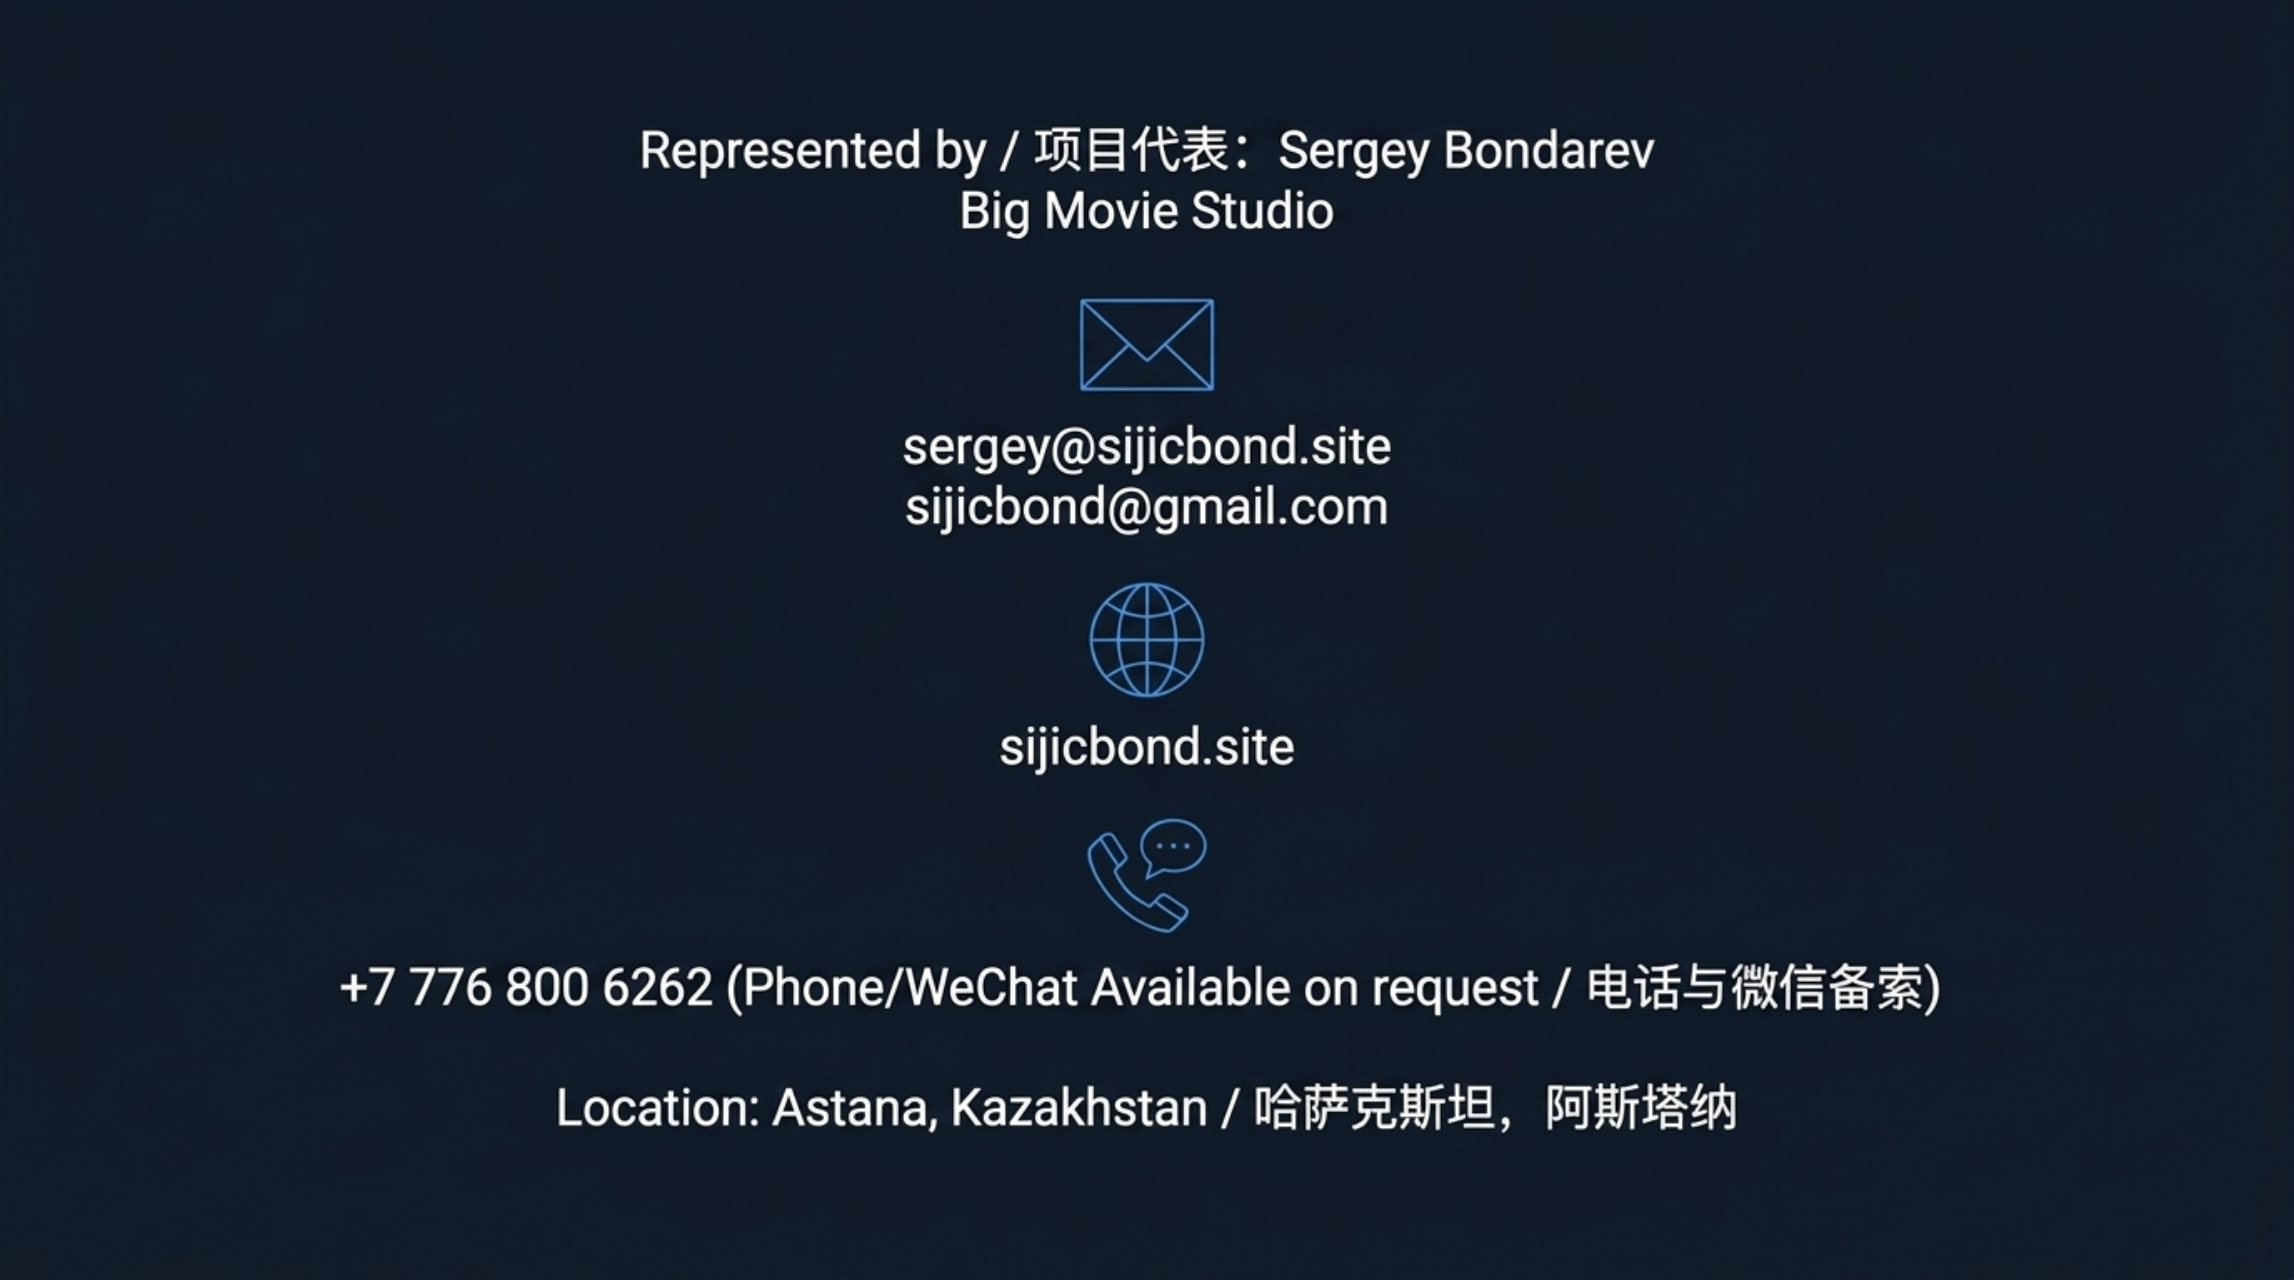 Represented by / 项目代表：Sergey Bondarev
Big Movie Studio
sergey@sijicbond.site
sijicbond@gmail.com
sijicbond.site
+7 776 800 6262 (Phone/WeChat Available on request / 电话与微信备索)
Location: Astana, Kazakhstan / 哈萨克斯坦，阿斯塔纳